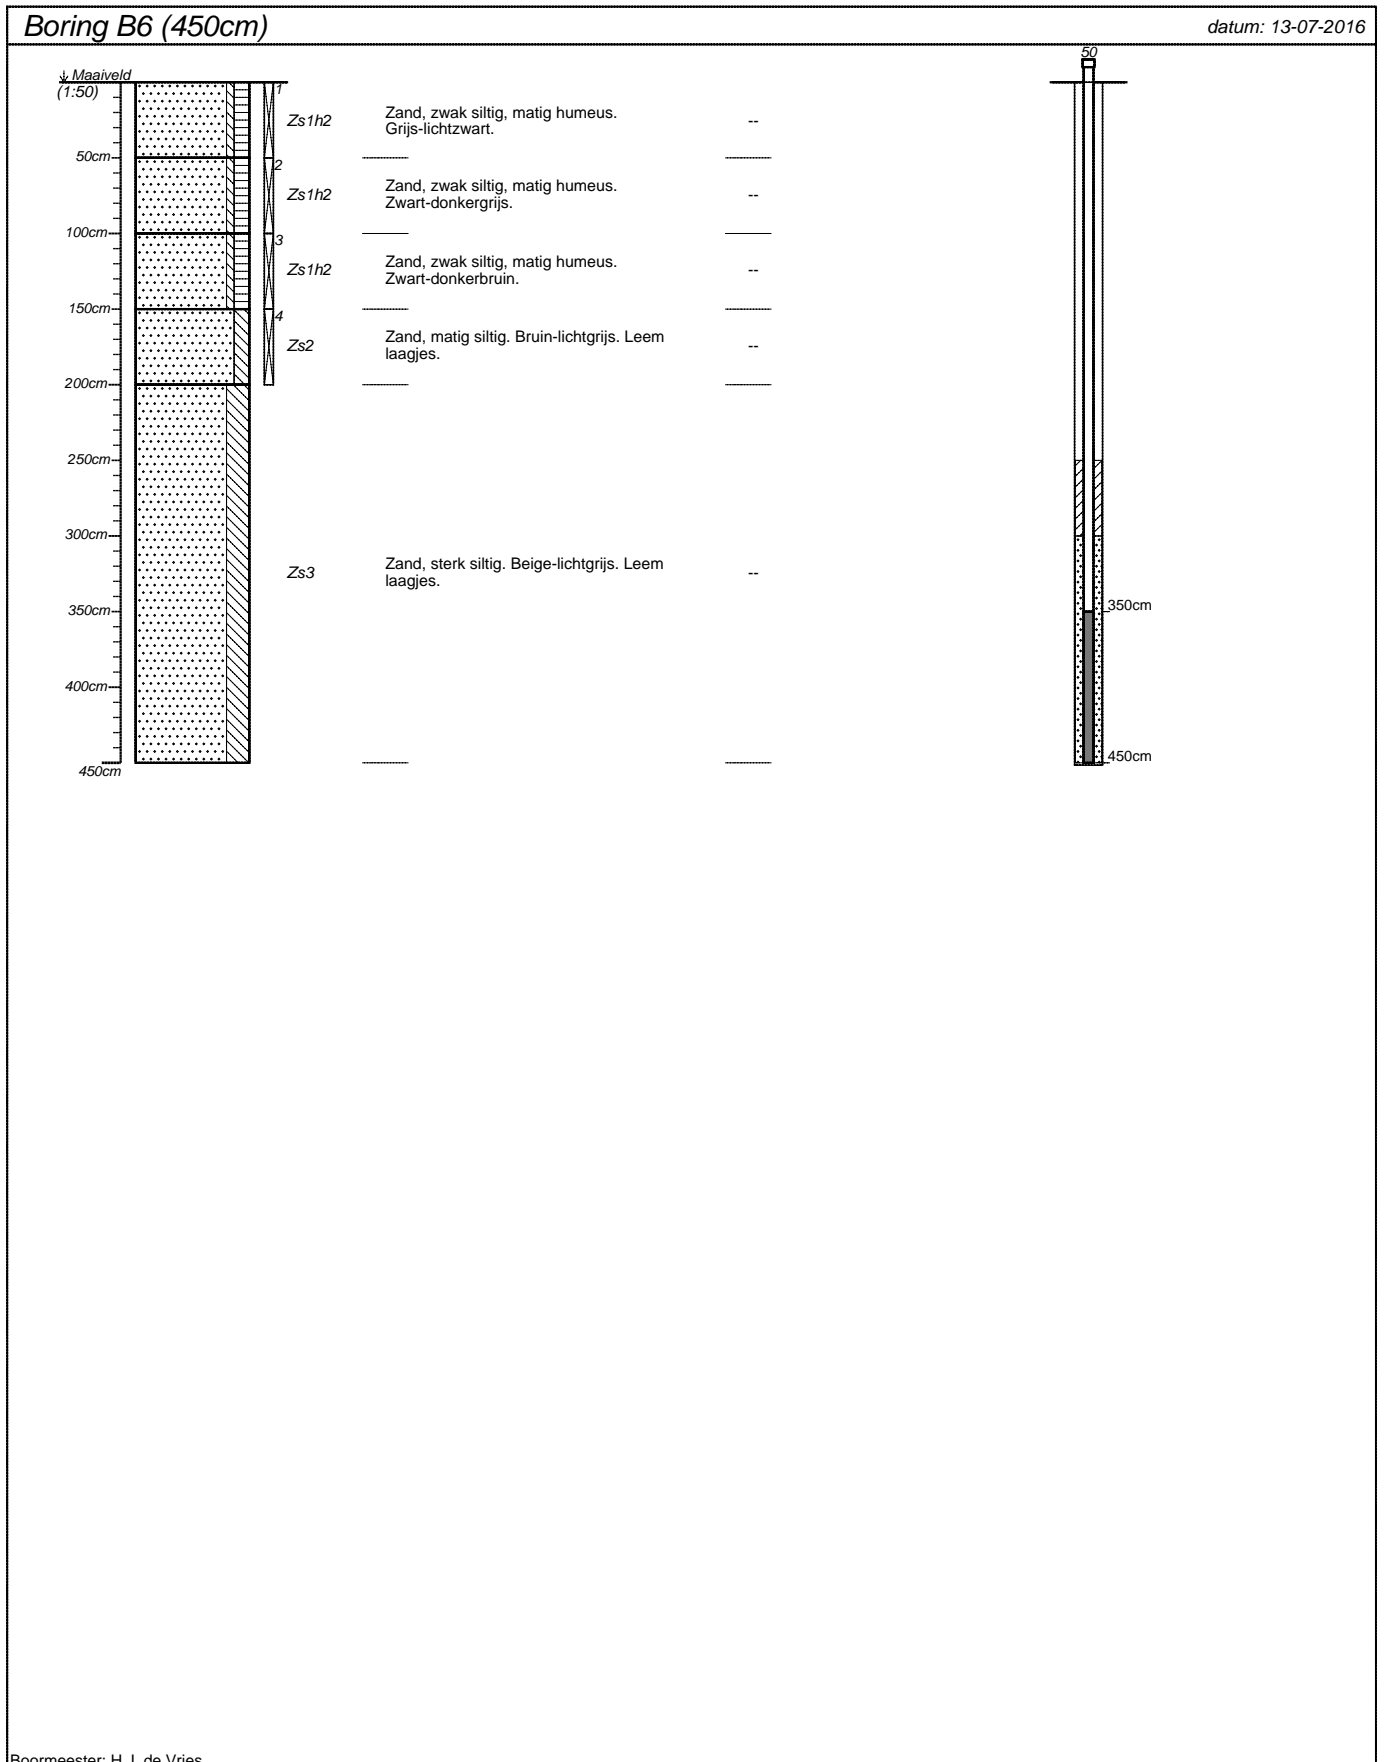 Boring B6 (450cm)
datum: 13-07-2016
50
Maaiveld
(1:50)
1
Zs1h2
Zand, zwak siltig, matig humeus.
Grijs-lichtzwart.
--
50cm
2
Zs1h2
Zand, zwak siltig, matig humeus.
Zwart-donkergrijs.
--
100cm
3
Zs1h2
Zand, zwak siltig, matig humeus.
Zwart-donkerbruin.
--
150cm
4
Zs2
Zand, matig siltig. Bruin-lichtgrijs. Leem
laagjes.
--
200cm
250cm
300cm
Zs3
Zand, sterk siltig. Beige-lichtgrijs. Leem
laagjes.
--
350cm
350cm
400cm
450cm
450cm
Boormeester: H.J. de Vries